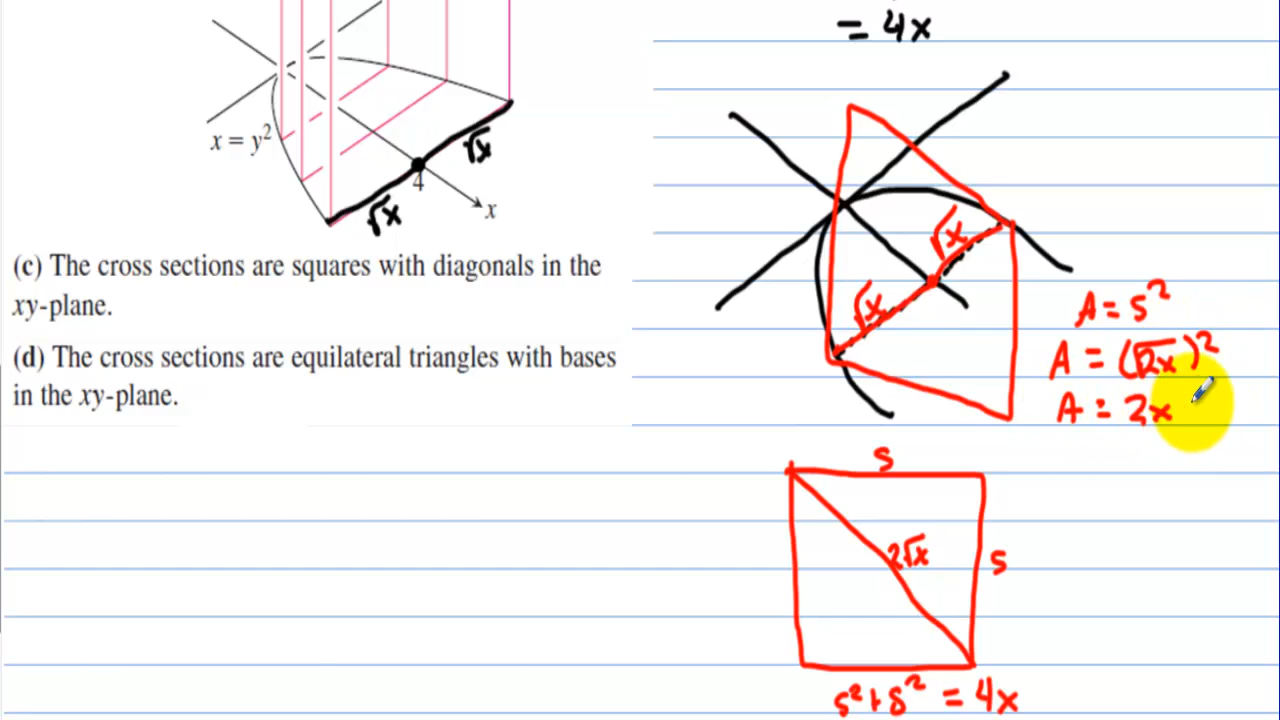 = 4x
x = y²
√x
4
√x
x
(c) The cross sections are squares with diagonals in the
xy-plane.
(d) The cross sections are equilateral triangles with bases
in the xy-plane.
√x
√x
A = s²
A = (√2x)²
A = 2x
s
2√x
s
s² + s² = 4x